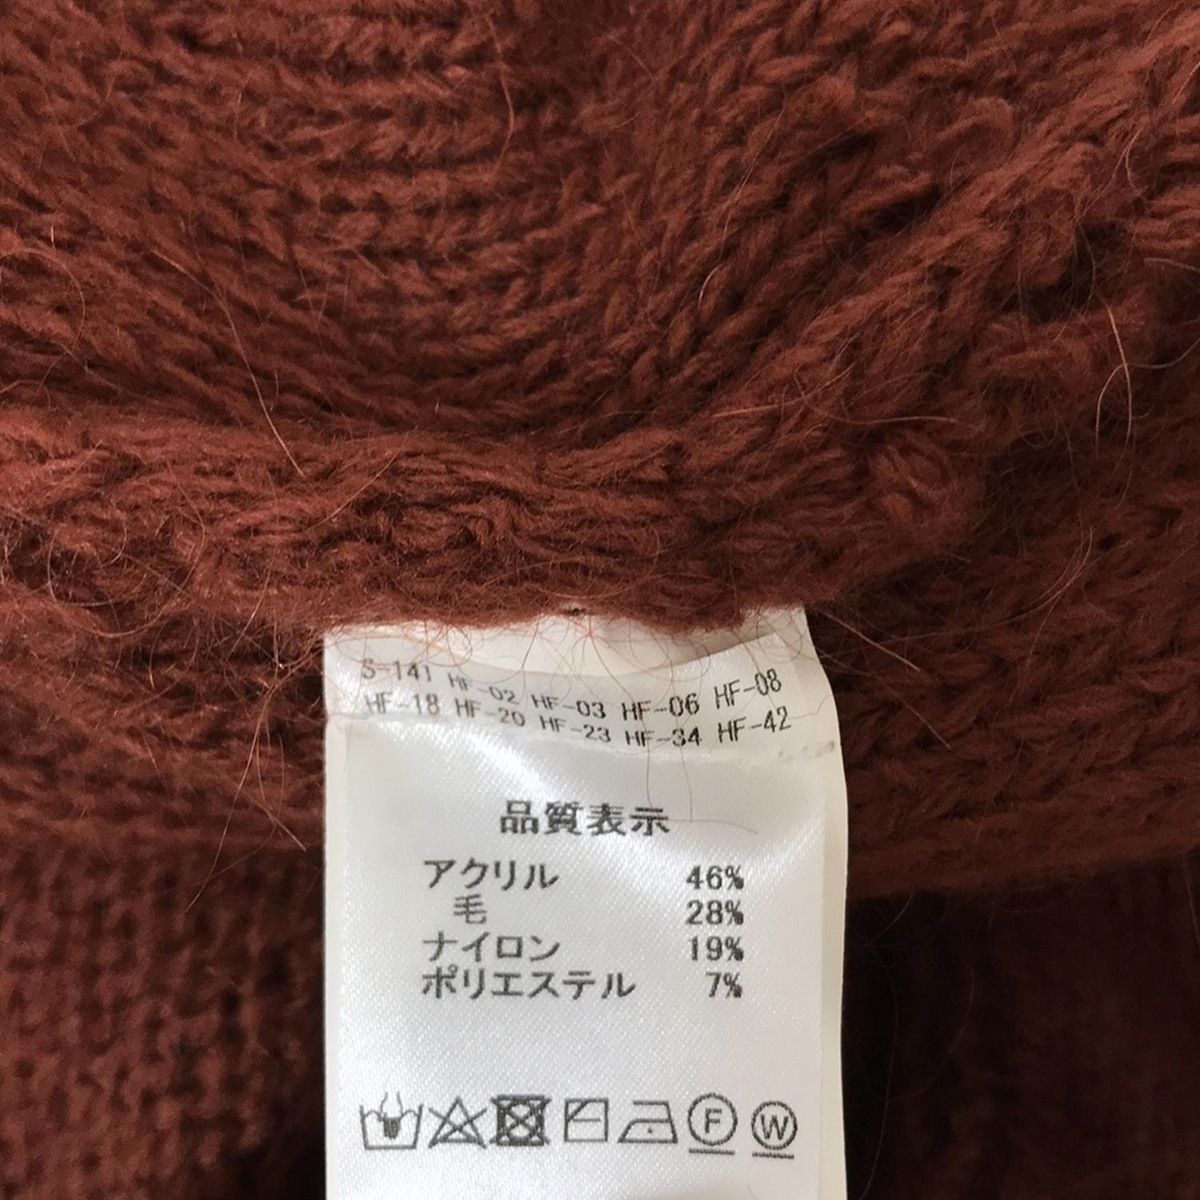 S-141 HF-02 HF-03 HF-06 HF-08
HF-18 HF-20 HF-23 HF-34 HF-42
品質表示
アクリル 46%
毛 28%
ナイロン 19%
ポリエステル 7%
F W